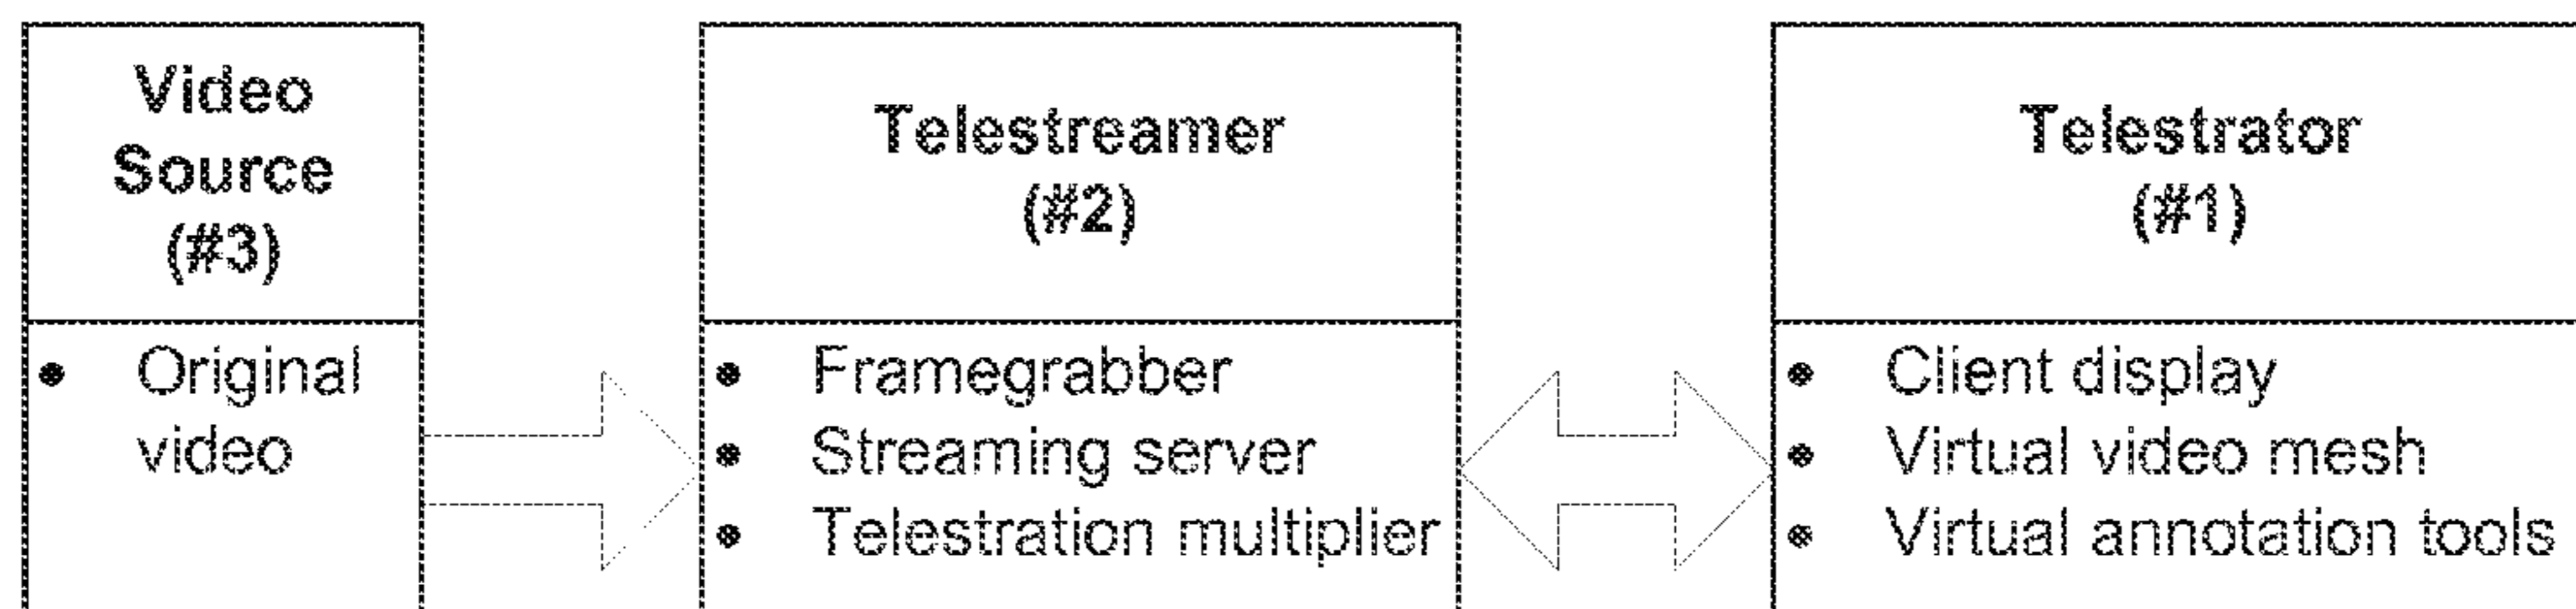 Video
Source
(#3)
• Original
video
Telestreamer
(#2)
• Framegrabber
• Streaming server
• Telestration multiplier
Telestrator
(#1)
• Client display
• Virtual video mesh
• Virtual annotation tools